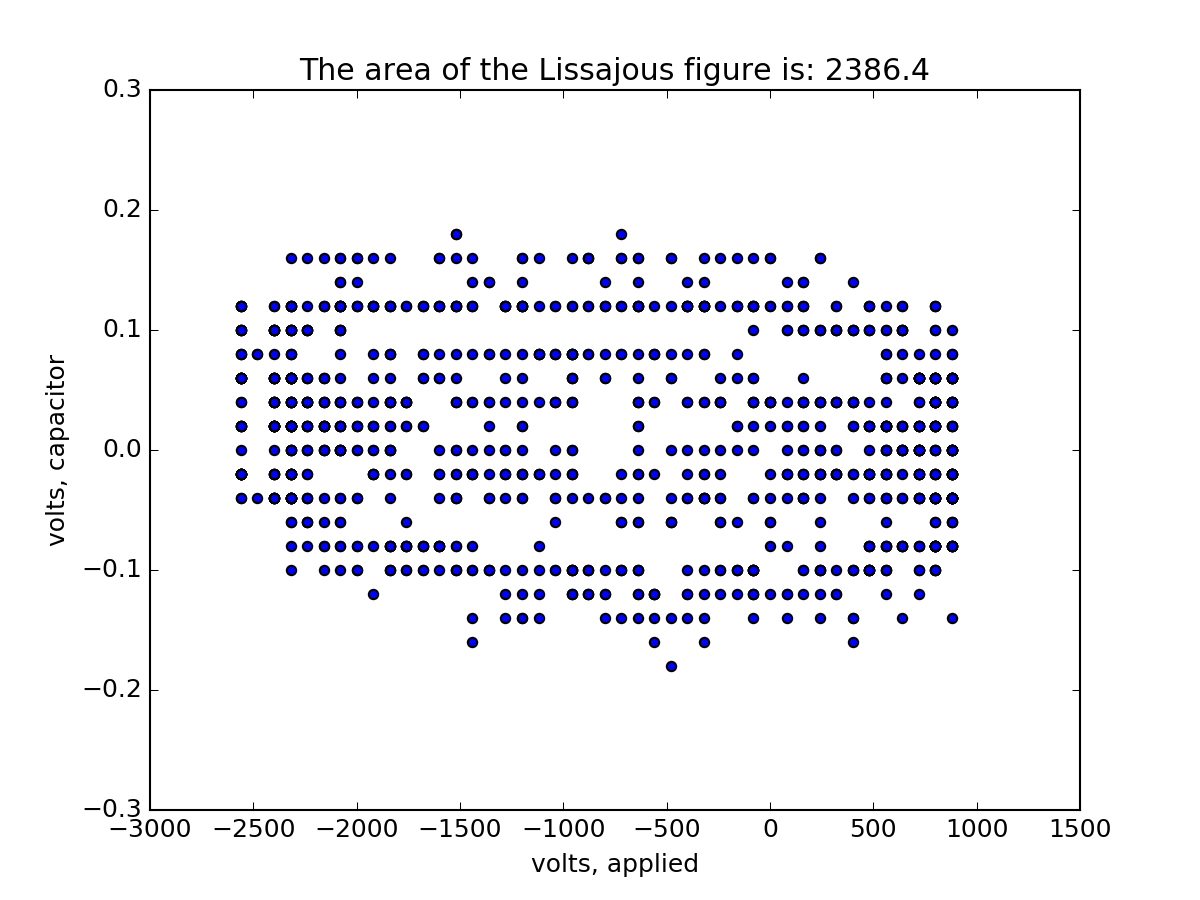 The area of the Lissajous figure is: 2386.4
0.3
0.2
0.1
0.0
−0.1
−0.2
−0.3
volts, capacitor
−3000 −2500 −2000 −1500 −1000 −500 0 500 1000 1500
volts, applied